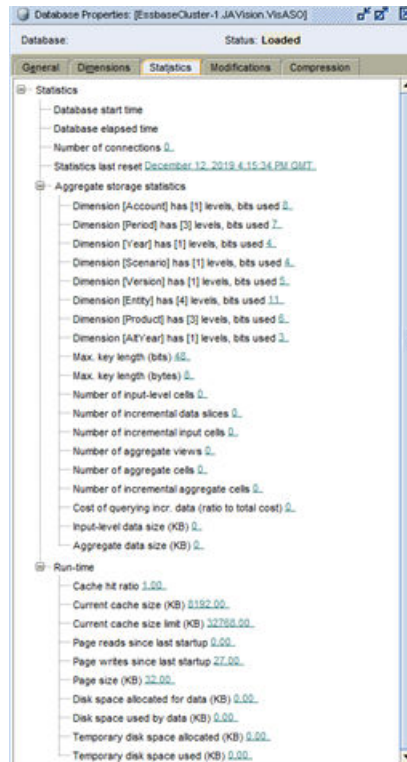 Database Properties: [EssbaseCluster-1.JAVision.VisASO]
Database: Status: Loaded
General Dimensions Statistics Modifications Compression
Statistics
Database start time
Database elapsed time
Number of connections 0
Statistics last reset December 12, 2019 4:15:34 PM GMT
Aggregate storage statistics
Dimension [Account] has [1] levels, bits used 8
Dimension [Period] has [3] levels, bits used 7
Dimension [Year] has [1] levels, bits used 4
Dimension [Scenario] has [1] levels, bits used 4
Dimension [Version] has [1] levels, bits used 5
Dimension [Entity] has [4] levels, bits used 11
Dimension [Product] has [3] levels, bits used 6
Dimension [AltYear] has [1] levels, bits used 3
Max. key length (bits) 48
Max. key length (bytes) 8
Number of input-level cells 0
Number of incremental data slices 0
Number of incremental input cells 0
Number of aggregate views 0
Number of aggregate cells 0
Number of incremental aggregate cells 0
Cost of querying incr. data (ratio to total cost) 0
Input-level data size (KB) 0
Aggregate data size (KB) 0
Run-time
Cache hit ratio 1.00
Current cache size (KB) 8192.00
Current cache size limit (KB) 32768.00
Page reads since last startup 0.00
Page writes since last startup 27.00
Page size (KB) 32.00
Disk space allocated for data (KB) 0.00
Disk space used by data (KB) 0.00
Temporary disk space allocated (KB) 0.00
Temporary disk space used (KB) 0.00